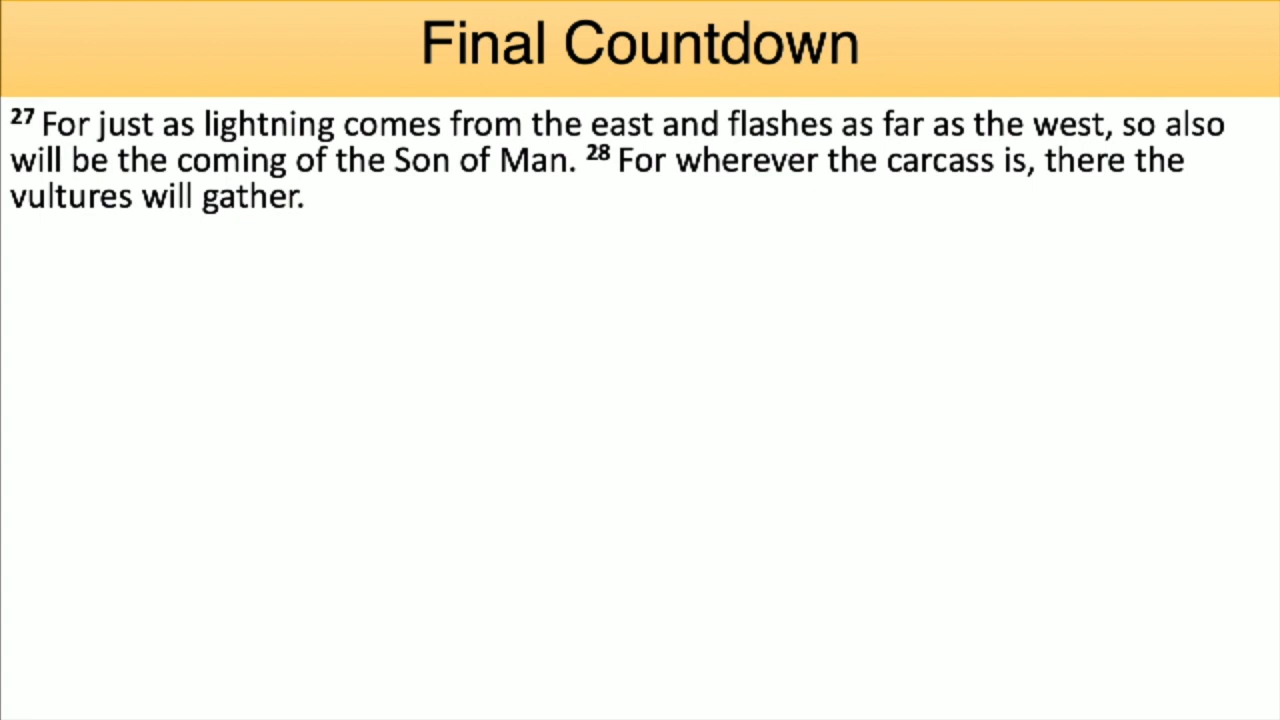 Final Countdown
27 For just as lightning comes from the east and flashes as far as the west, so also
will be the coming of the Son of Man. 28 For wherever the carcass is, there the
vultures will gather.